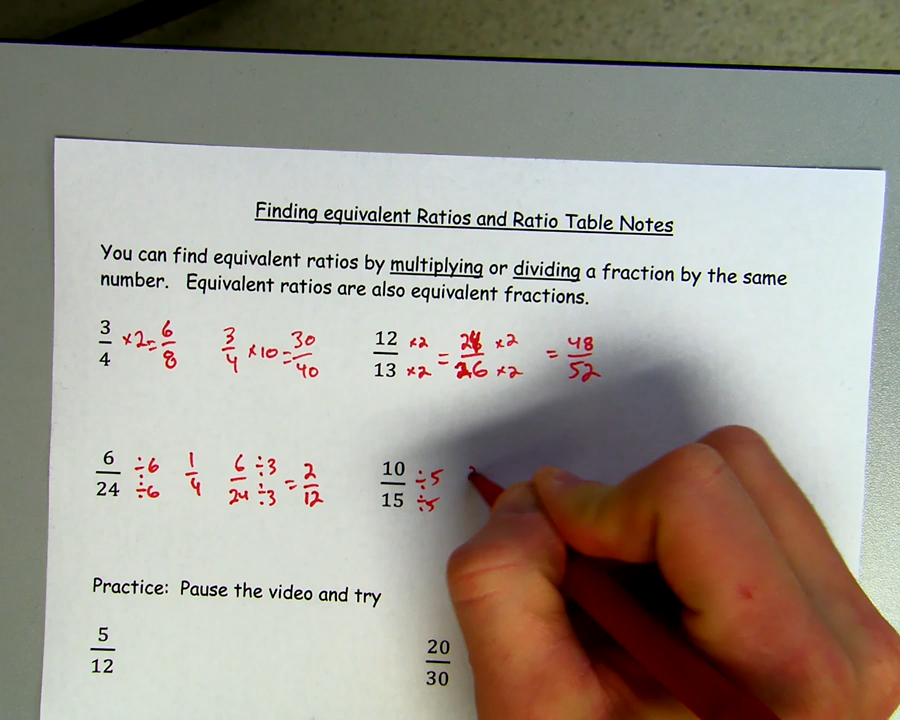 Finding equivalent Ratios and Ratio Table Notes
You can find equivalent ratios by multiplying or dividing a fraction by the same
number. Equivalent ratios are also equivalent fractions.
3/4 ×2 = 6/8 3/4 ×10 = 30/40 12/13 ×2/×2 = 24/26 ×2/×2 = 48/52
6/24 ÷6/÷6 1/4 6/24 ÷3/÷3 = 2/12 10/15 ÷5/÷5
Practice: Pause the video and try
5/12 20/30